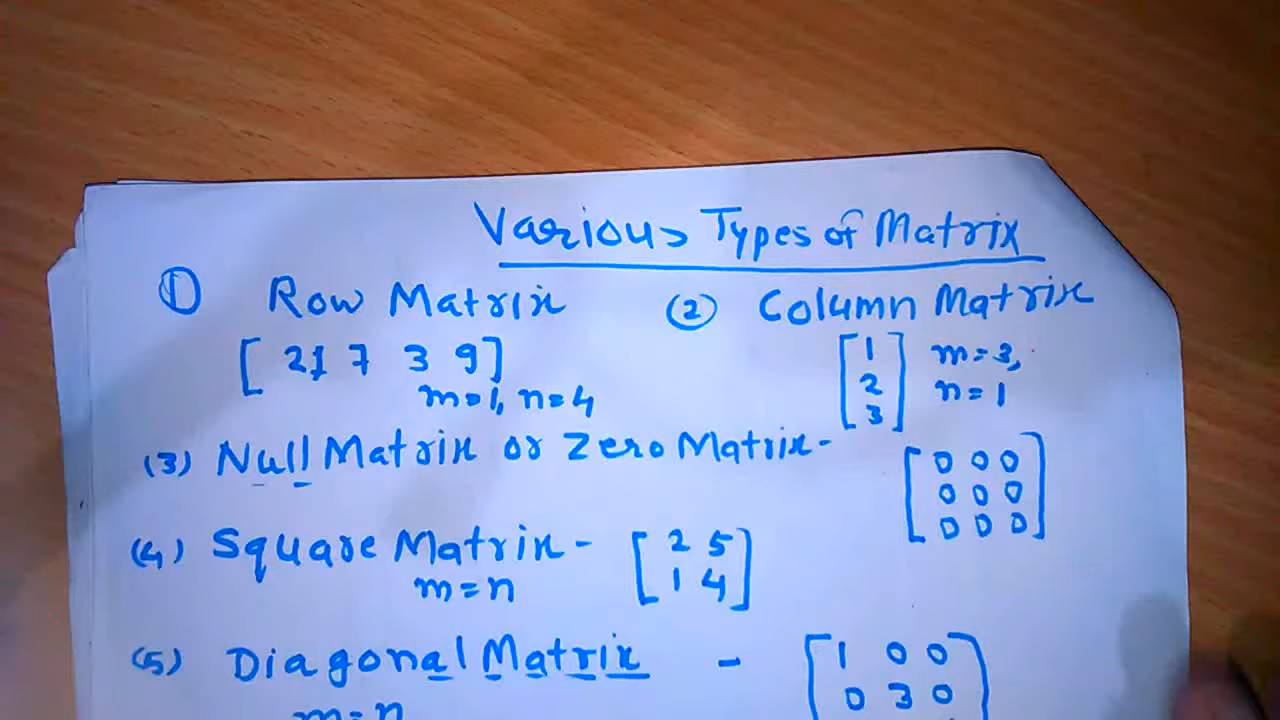 Various Types of Matrix
① Row Matrix (2) Column Matrix
[ 21 7 3 9 ] [ 1 m=3,
m=1, n=4 2 n=1
3 ]
(3) Null Matrix or Zero Matrix- [ 0 0 0
0 0 0
0 0 0 ]
(4) Square Matrix- [ 2 5
m=n 1 4 ]
(5) Diagonal Matrix - [ 1 0 0
m=n 0 3 0